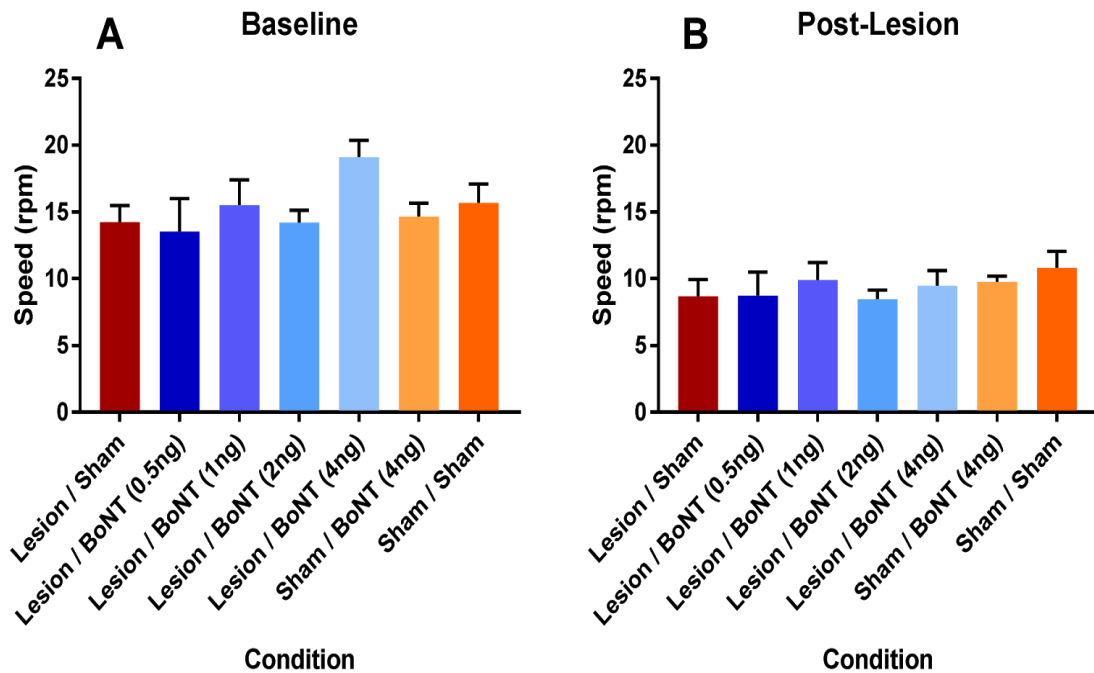 A
Baseline
25
20
15
10
5
0
Speed (rpm)
Lesion / Sham
Lesion / BoNT (0.5ng)
Lesion / BoNT (1ng)
Lesion / BoNT (2ng)
Lesion / BoNT (4ng)
Sham / BoNT (4ng)
Sham / Sham
Condition
B
Post-Lesion
25
20
15
10
5
0
Speed (rpm)
Lesion / Sham
Lesion / BoNT (0.5ng)
Lesion / BoNT (1ng)
Lesion / BoNT (2ng)
Lesion / BoNT (4ng)
Sham / BoNT (4ng)
Sham / Sham
Condition